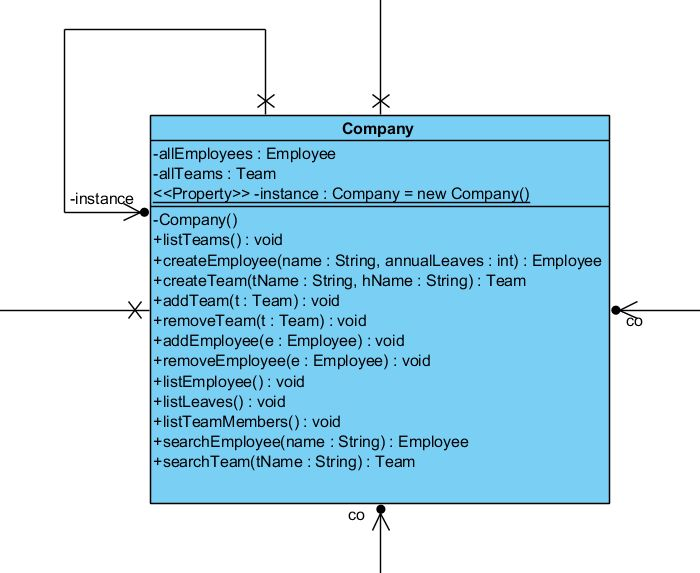 Company
-allEmployees : Employee
-allTeams : Team
<<Property>> -instance : Company = new Company()
-instance
-Company()
+listTeams() : void
+createEmployee(name : String, annualLeaves : int) : Employee
+createTeam(tName : String, hName : String) : Team
+addTeam(t : Team) : void
+removeTeam(t : Team) : void
co
+addEmployee(e : Employee) : void
+removeEmployee(e : Employee) : void
+listEmployee() : void
+listLeaves() : void
+listTeamMembers() : void
+searchEmployee(name : String) : Employee
+searchTeam(tName : String) : Team
co